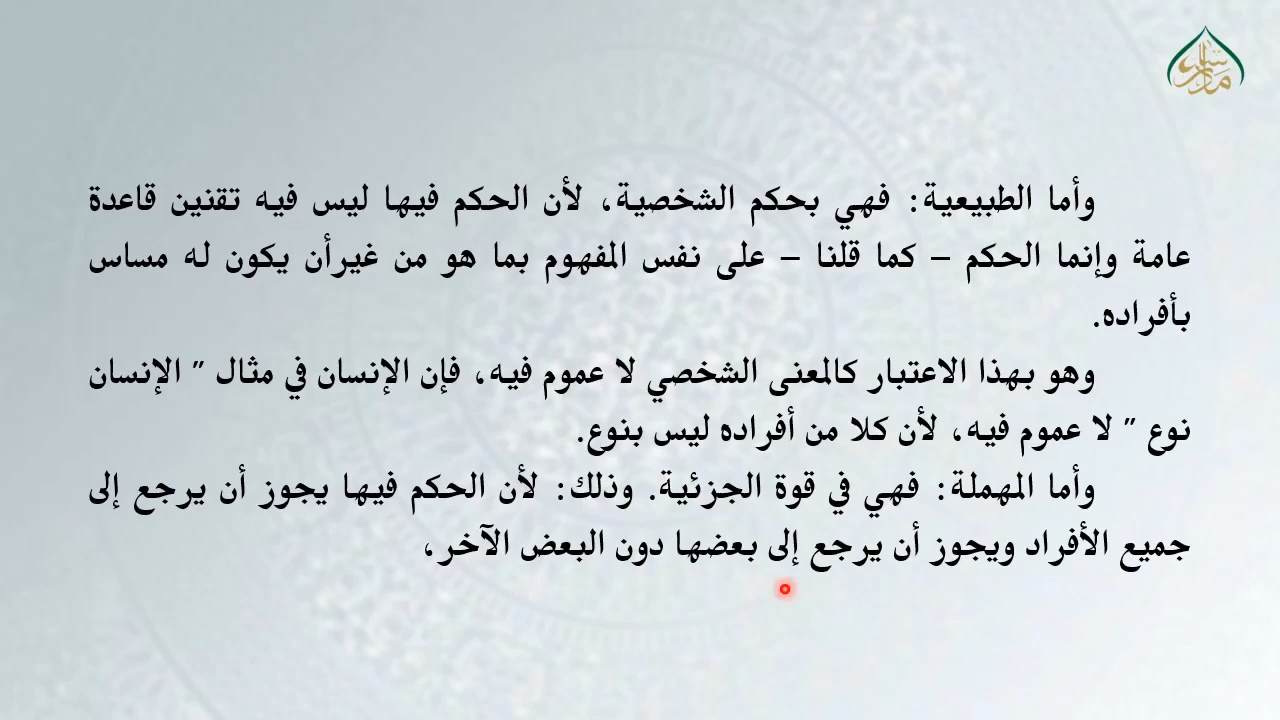 وأما الطبيعية: فهي بحكم الشخصية، لأن الحكم فيها ليس فيه تقنين قاعدة
عامة وإنما الحكم – كما قلنا – على نفس المفهوم بما هو من غيرأن يكون له مساس
بأفراده.
وهو بهذا الاعتبار كالمعنى الشخصي لا عموم فيه، فإن الإنسان في مثال " الإنسان
نوع " لا عموم فيه، لأن كلا من أفراده ليس بنوع.
وأما المهملة: فهي في قوة الجزئية. وذلك: لأن الحكم فيها يجوز أن يرجع إلى
جميع الأفراد ويجوز أن يرجع إلى بعضها دون البعض الآخر،